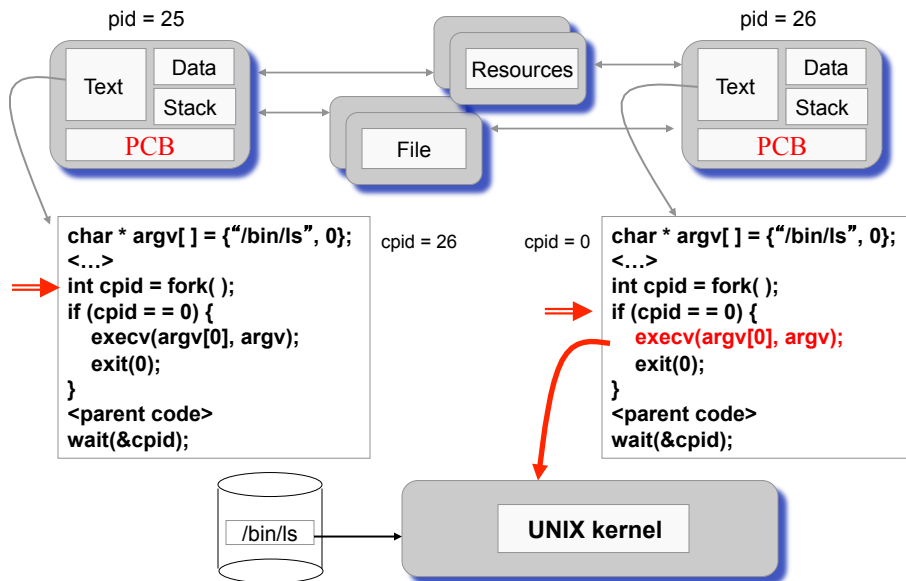 pid = 25
pid = 26
Text
Data
Stack
PCB
Resources
File
Text
Data
Stack
PCB
char * argv[ ] = {“/bin/ls”, 0};
<…>
int cpid = fork( );
if (cpid = = 0) {
execv(argv[0], argv);
exit(0);
}
<parent code>
wait(&cpid);
cpid = 26
cpid = 0
char * argv[ ] = {“/bin/ls”, 0};
<…>
int cpid = fork( );
if (cpid = = 0) {
execv(argv[0], argv);
exit(0);
}
<parent code>
wait(&cpid);
/bin/ls
UNIX kernel